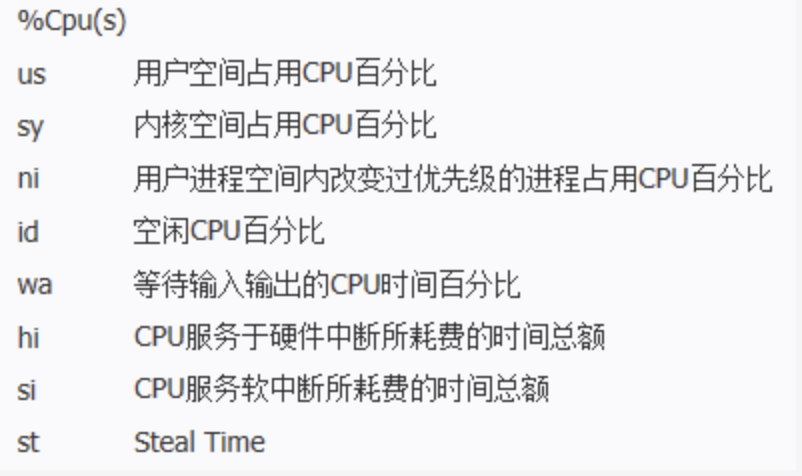 %Cpu(s)
us 用户空间占用CPU百分比
sy 内核空间占用CPU百分比
ni 用户进程空间内改变过优先级的进程占用CPU百分比
id 空闲CPU百分比
wa 等待输入输出的CPU时间百分比
hi CPU服务于硬件中断所耗费的时间总额
si CPU服务软中断所耗费的时间总额
st Steal Time